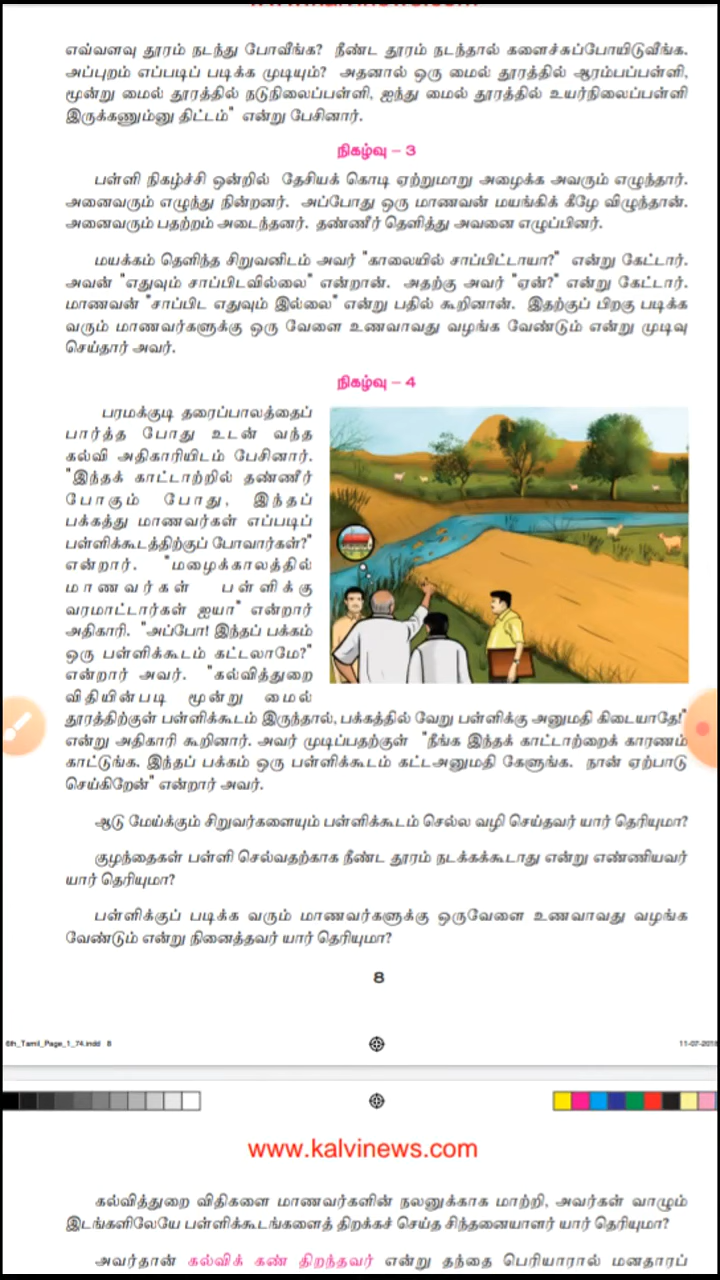 எவ்வளவு தூரம் நடந்து போவீங்க? நீண்ட தூரம் நடந்தால் களைச்சுப்போயிடுவீங்க.
அப்புறம் எப்படிப் படிக்க முடியும்? அதனால் ஒரு மைல் தூரத்தில் ஆரம்பப்பள்ளி,
மூன்று மைல் தூரத்தில் நடுநிலைப்பள்ளி, ஐந்து மைல் தூரத்தில் உயர்நிலைப்பள்ளி
இருக்கணும்னு திட்டம்" என்று பேசினார்.
நிகழ்வு – 3
பள்ளி நிகழ்ச்சி ஒன்றில் தேசியக் கொடி ஏற்றுமாறு அழைக்க அவரும் எழுந்தார்.
அனைவரும் எழுந்து நின்றனர். அப்போது ஒரு மாணவன் மயங்கிக் கீழே விழுந்தான்.
அனைவரும் பதற்றம் அடைந்தனர். தண்ணீர் தெளித்து அவனை எழுப்பினர்.
மயக்கம் தெளிந்த சிறுவனிடம் அவர் "காலையில் சாப்பிட்டாயா?" என்று கேட்டார்.
அவன் "எதுவும் சாப்பிடவில்லை" என்றான். அதற்கு அவர் "ஏன்?" என்று கேட்டார்.
மாணவன் "சாப்பிட எதுவும் இல்லை" என்று பதில் கூறினான். இதற்குப் பிறகு படிக்க
வரும் மாணவர்களுக்கு ஒரு வேளை உணவாவது வழங்க வேண்டும் என்று முடிவு
செய்தார் அவர்.
நிகழ்வு – 4
பரமக்குடி தரைப்பாலத்தைப்
பார்த்த போது உடன் வந்த
கல்வி அதிகாரியிடம் பேசினார்.
"இந்தக் காட்டாற்றில் தண்ணீர்
போகும் போது, இந்தப்
பக்கத்து மாணவர்கள் எப்படிப்
பள்ளிக்கூடத்திற்குப் போவார்கள்?"
என்றார். "மழைக்காலத்தில்
மாணவர்கள் பள்ளிக்கு
வரமாட்டார்கள் ஐயா" என்றார்
அதிகாரி. "அப்போ! இந்தப் பக்கம்
ஒரு பள்ளிக்கூடம் கட்டலாமே?"
என்றார் அவர். "கல்வித்துறை
விதியின்படி மூன்று மைல்
தூரத்திற்குள் பள்ளிக்கூடம் இருந்தால், பக்கத்தில் வேறு பள்ளிக்கு அனுமதி கிடையாதே!"
என்று அதிகாரி கூறினார். அவர் முடிப்பதற்குள் "நீங்க இந்தக் காட்டாற்றைக் காரணம்
காட்டுங்க. இந்தப் பக்கம் ஒரு பள்ளிக்கூடம் கட்டஅனுமதி கேளுங்க. நான் ஏற்பாடு
செய்கிறேன்" என்றார் அவர்.
ஆடு மேய்க்கும் சிறுவர்களையும் பள்ளிக்கூடம் செல்ல வழி செய்தவர் யார் தெரியுமா?
குழந்தைகள் பள்ளி செல்வதற்காக நீண்ட தூரம் நடக்கக்கூடாது என்று எண்ணியவர்
யார் தெரியுமா?
பள்ளிக்குப் படிக்க வரும் மாணவர்களுக்கு ஒருவேளை உணவாவது வழங்க
வேண்டும் என்று நினைத்தவர் யார் தெரியுமா?
8
6th_Tamil_Page_1_74.indd 8 11-07-2018
www.kalvinews.com
கல்வித்துறை விதிகளை மாணவர்களின் நலனுக்காக மாற்றி, அவர்கள் வாழும்
இடங்களிலேயே பள்ளிக்கூடங்களைத் திறக்கச் செய்த சிந்தனையாளர் யார் தெரியுமா?
அவர்தான் கல்விக் கண் திறந்தவர் என்று தந்தை பெரியாரால் மனதாரப்